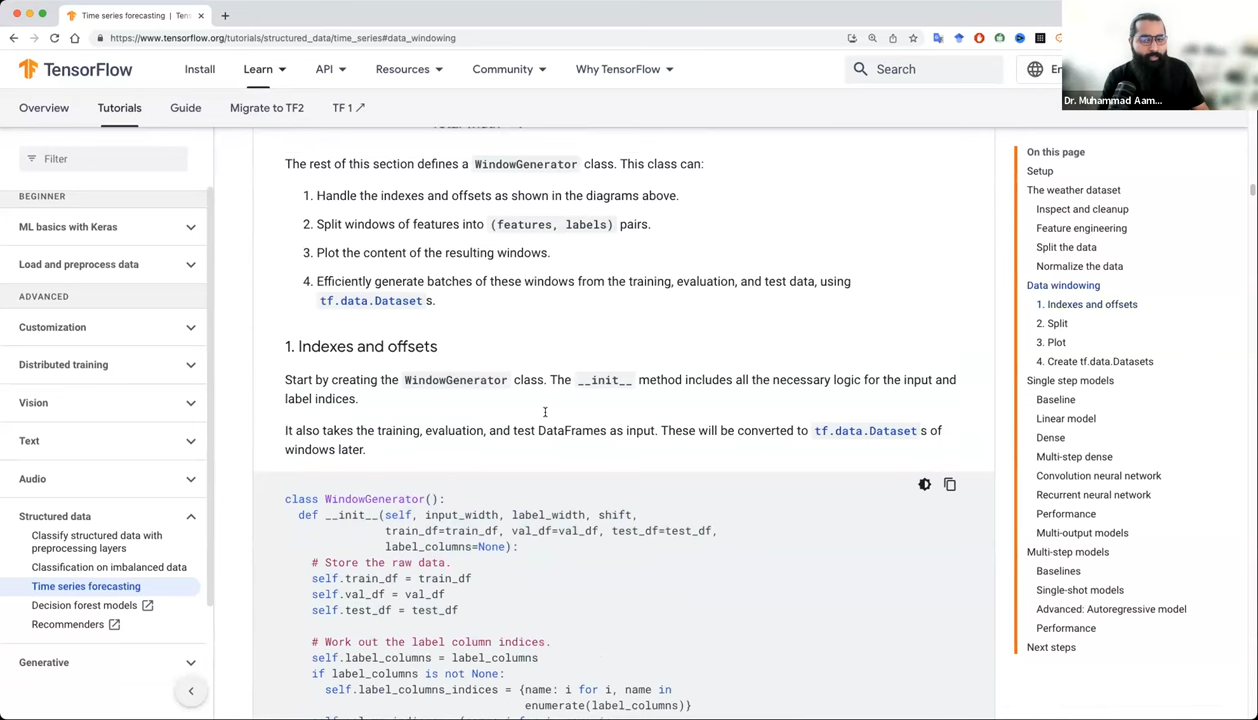 Time series forecasting | Ten
https://www.tensorflow.org/tutorials/structured_data/time_series#data_windowing
TensorFlow
Install
Learn
API
Resources
Community
Why TensorFlow
Search
Dr. Muhammad Aam...
Overview
Tutorials
Guide
Migrate to TF2
TF 1
Filter
BEGINNER
ML basics with Keras
Load and preprocess data
ADVANCED
Customization
Distributed training
Vision
Text
Audio
Structured data
Classify structured data with
preprocessing layers
Classification on imbalanced data
Time series forecasting
Decision forest models
Recommenders
Generative
The rest of this section defines a WindowGenerator class. This class can:
1. Handle the indexes and offsets as shown in the diagrams above.
2. Split windows of features into (features, labels) pairs.
3. Plot the content of the resulting windows.
4. Efficiently generate batches of these windows from the training, evaluation, and test data, using
tf.data.Dataset s.
1. Indexes and offsets
Start by creating the WindowGenerator class. The __init__ method includes all the necessary logic for the input and
label indices.
It also takes the training, evaluation, and test DataFrames as input. These will be converted to tf.data.Dataset s of
windows later.
class WindowGenerator():
def __init__(self, input_width, label_width, shift,
train_df=train_df, val_df=val_df, test_df=test_df,
label_columns=None):
# Store the raw data.
self.train_df = train_df
self.val_df = val_df
self.test_df = test_df
# Work out the label column indices.
self.label_columns = label_columns
if label_columns is not None:
self.label_columns_indices = {name: i for i, name in
enumerate(label_columns)}
On this page
Setup
The weather dataset
Inspect and cleanup
Feature engineering
Split the data
Normalize the data
Data windowing
1. Indexes and offsets
2. Split
3. Plot
4. Create tf.data.Datasets
Single step models
Baseline
Linear model
Dense
Multi-step dense
Convolution neural network
Recurrent neural network
Performance
Multi-output models
Multi-step models
Baselines
Single-shot models
Advanced: Autoregressive model
Performance
Next steps